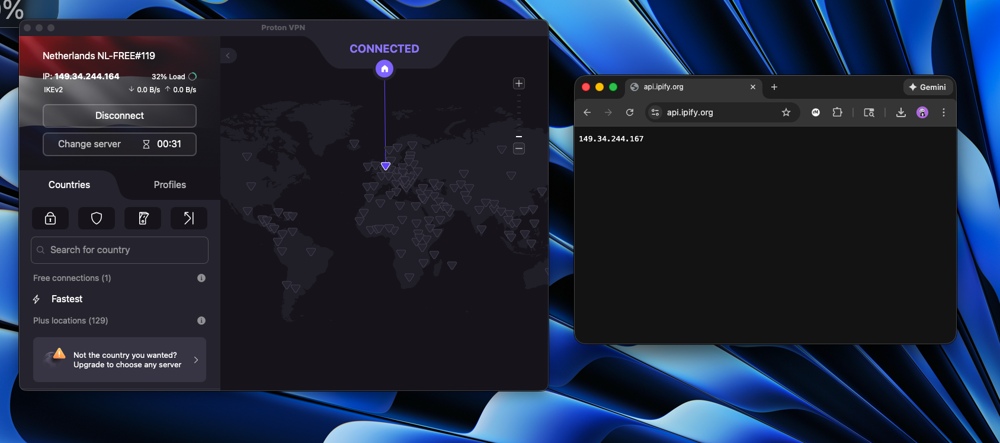 %
Proton VPN
Netherlands NL-FREE#119
IP: 149.34.244.164
32% Load
IKEv2
0.0 B/s
0.0 B/s
Disconnect
Change server
00:31
Countries
Profiles
Search for country
Free connections (1)
Fastest
Plus locations (129)
Not the country you wanted?
Upgrade to choose any server
CONNECTED
api.ipify.org
Gemini
api.ipify.org
149.34.244.167